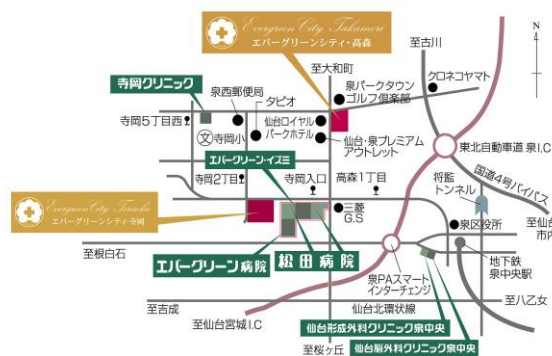 Evergreen City Takamori
エバーグリーンシティ・高森
至古川
N
至大和町
寺岡クリニック
泉西郵便局
タピオ
泉パークタウン
ゴルフ倶楽部
クロネコヤマト
寺岡5丁目西
文 寺岡小
仙台ロイヤル
パークホテル
仙台・泉プレミアム
アウトレット
東北自動車道 泉I.C
エバーグリーン・イズミ
国道4号バイパス
寺岡2丁目
寺岡入口
高森1丁目
将監
トンネル
Evergreen City Teraoka
エバーグリーンシティ寺岡
三菱
G.S
泉区役所
至仙台
市内
至根白石
エバーグリーン病院
松田病院
泉PAスマート
インターチェンジ
地下鉄
泉中央駅
至吉成
仙台北環状線
至八乙女
至仙台宮城I.C
仙台形成外科クリニック泉中央
至桜ヶ丘
仙台脳外科クリニック泉中央